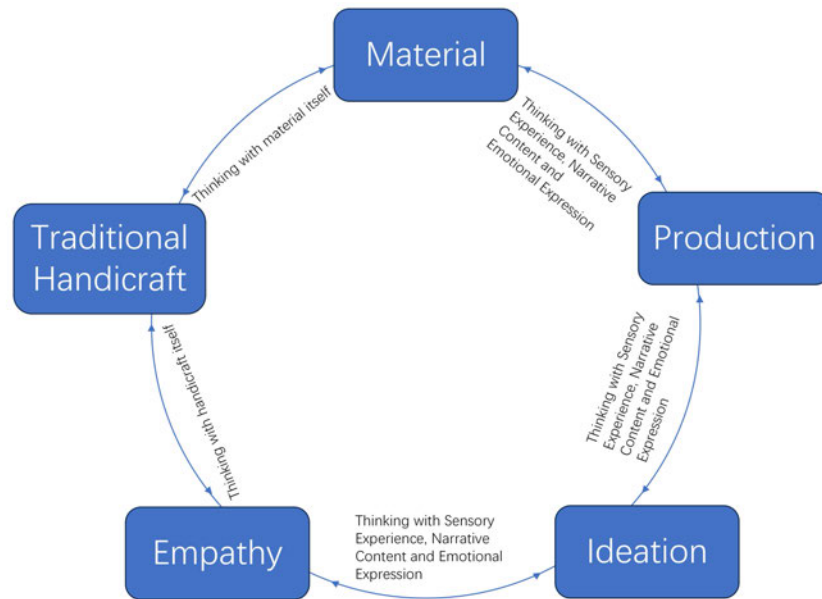 Material
Thinking with material itself
Thinking with Sensory
Experience, Narrative
Content and
Emotional Expression
Traditional
Handicraft
Production
Thinking with handicraft itself
Thinking with Sensory
Experience, Narrative
Content and Emotional
Expression
Empathy
Thinking with Sensory
Experience, Narrative
Content and Emotional
Expression
Ideation